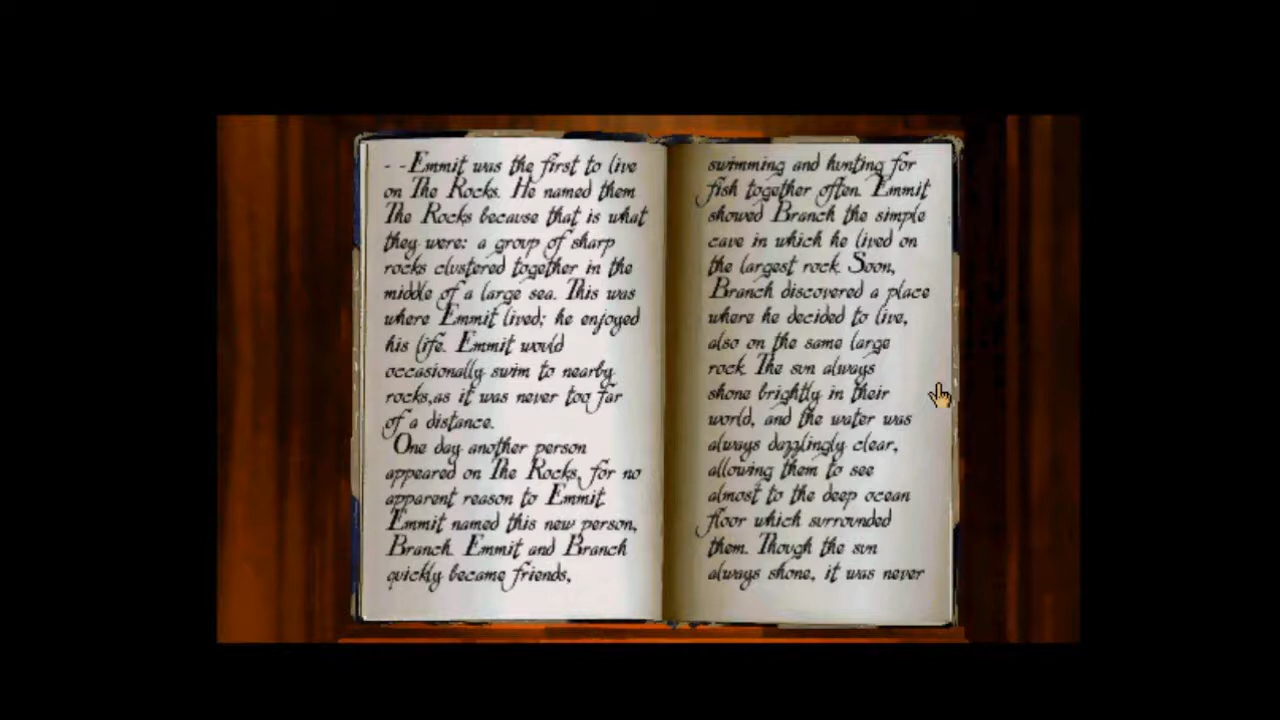 - -Emmit was the first to live
on The Rocks. He named them
The Rocks because that is what
they were: a group of sharp
rocks clustered together in the
middle of a large sea. This was
where Emmit lived; he enjoyed
his life. Emmit would
occasionally swim to nearby
rocks,as it was never too far
of a distance.
One day another person
appeared on The Rocks, for no
apparent reason to Emmit
Emmit named this new person,
Branch. Emmit and Branch
quickly became friends,
swimming and hunting for
fish together often. Emmit
showed Branch the simple
cave in which he lived on
the largest rock. Soon,
Branch discovered a place
where he decided to live,
also on the same large
rock. The sun always
shone brightly in their
world, and the water was
always dazzlingly clear,
allowing them to see
almost to the deep ocean
floor which surrounded
them. Though the sun
always shone, it was never